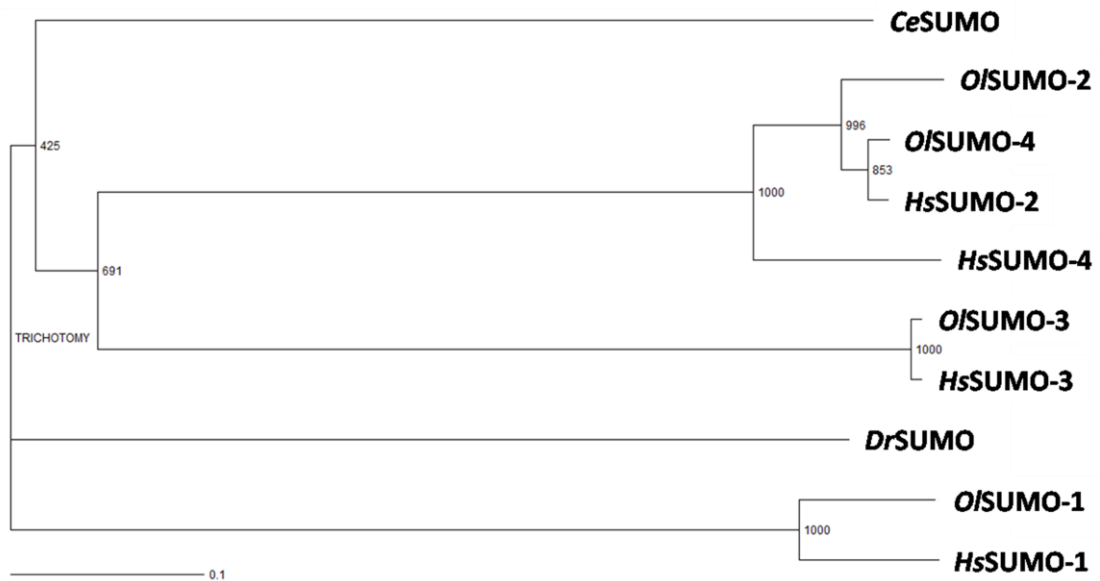 CeSUMO
OlSUMO-2
996
425
OlSUMO-4
853
1000
HsSUMO-2
HsSUMO-4
691
OlSUMO-3
TRICHOTOMY
1000
HsSUMO-3
DrSUMO
OlSUMO-1
1000
HsSUMO-1
0.1